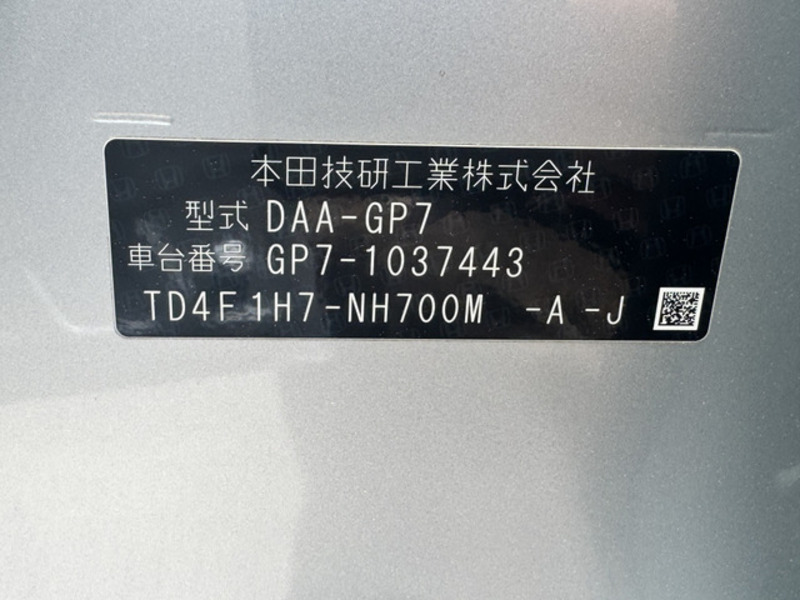 本田技研工業株式会社
型式 DAA-GP7
車台番号 GP7-1037443
TD4F1H7-NH700M -A -J